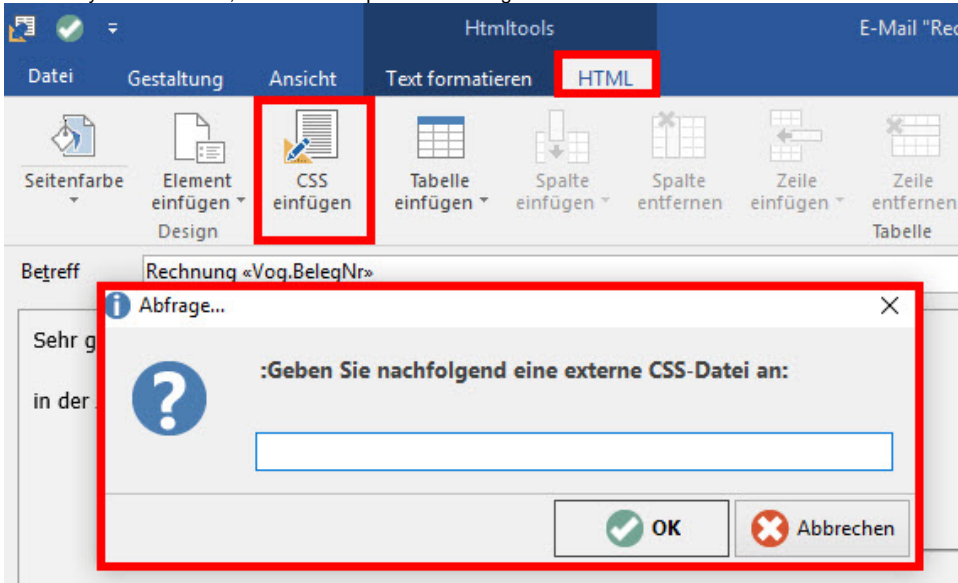 Htmltools E-Mail "Rec
Datei Gestaltung Ansicht Text formatieren HTML
Seitenfarbe Element einfügen CSS einfügen Tabelle einfügen Spalte einfügen Spalte entfernen Zeile einfügen Zeile entfernen
Design Tabelle
Betreff Rechnung «Vog.BelegNr»
Abfrage...
Sehr g
:Geben Sie nachfolgend eine externe CSS-Datei an:
in der
OK Abbrechen